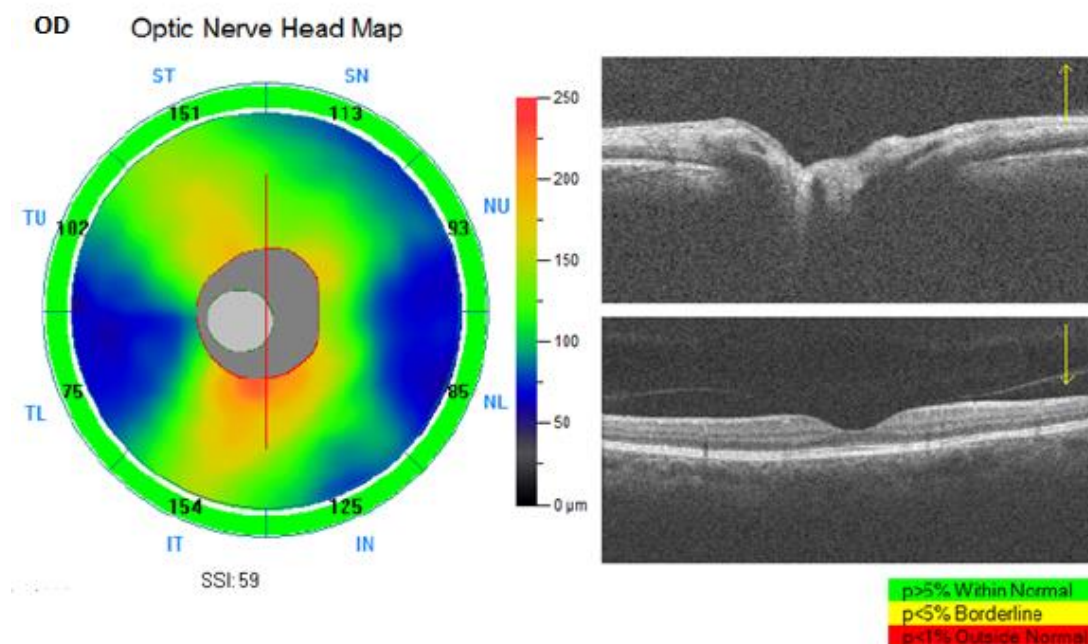 OD Optic Nerve Head Map
ST SN
151 113
TU 102 93 NU
TL 75 85 NL
154 125
IT IN
SSI: 59
250
200
150
100
50
0 µm
p>5% Within Normal
p<5% Borderline
p<1% Outside Normal